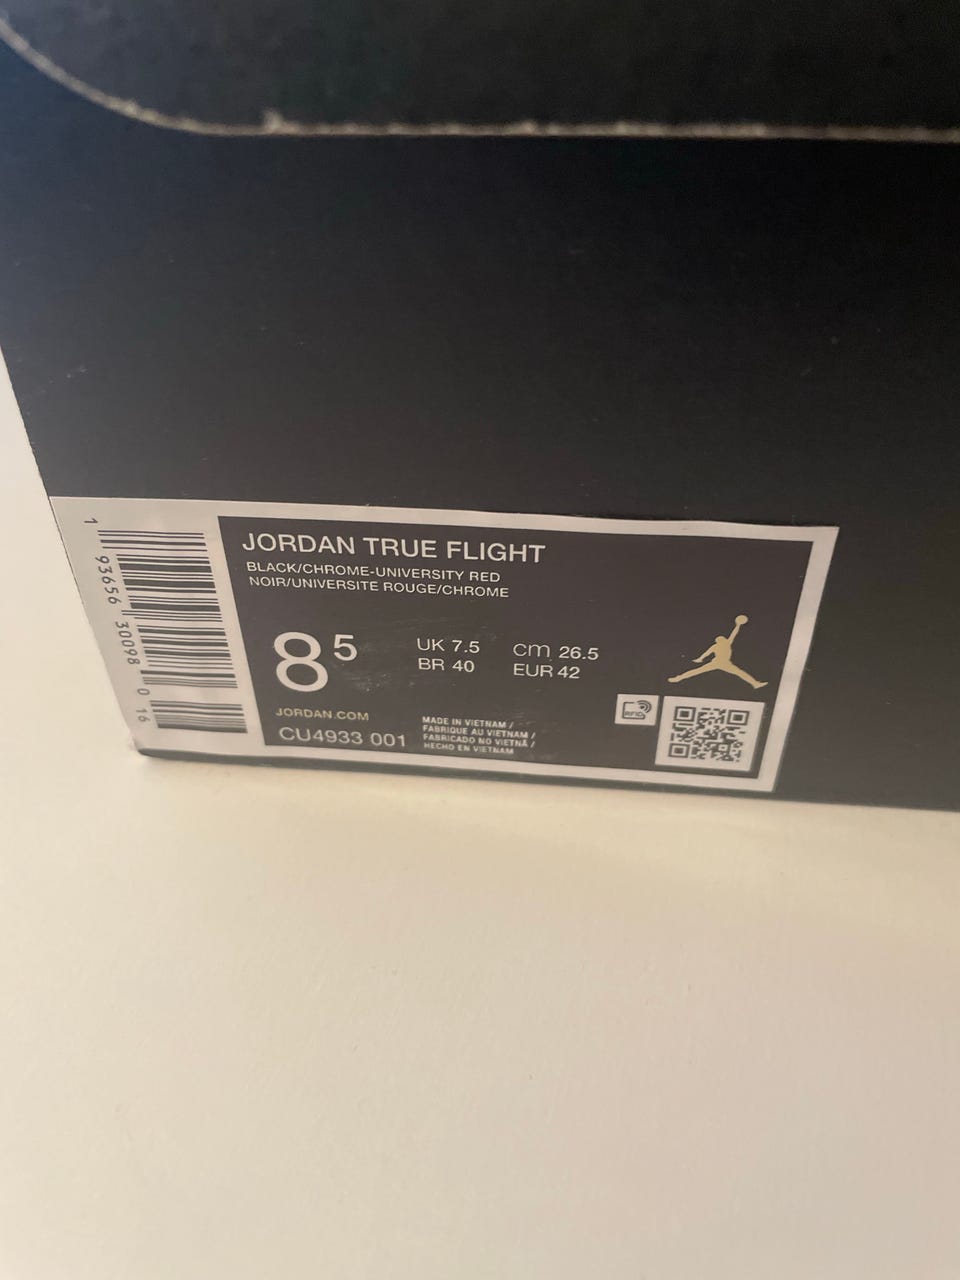 JORDAN TRUE FLIGHT
BLACK/CHROME-UNIVERSITY RED
NOIR/UNIVERSITE ROUGE/CHROME
8 5
UK 7.5
BR 40
cm 26.5
EUR 42
JORDAN.COM
CU4933 001
MADE IN VIETNAM /
FABRIQUE AU VIETNAM /
FABRICADO NO VIETNÃ /
HECHO EN VIETNAM
RFID
1 93656 30098 0 16